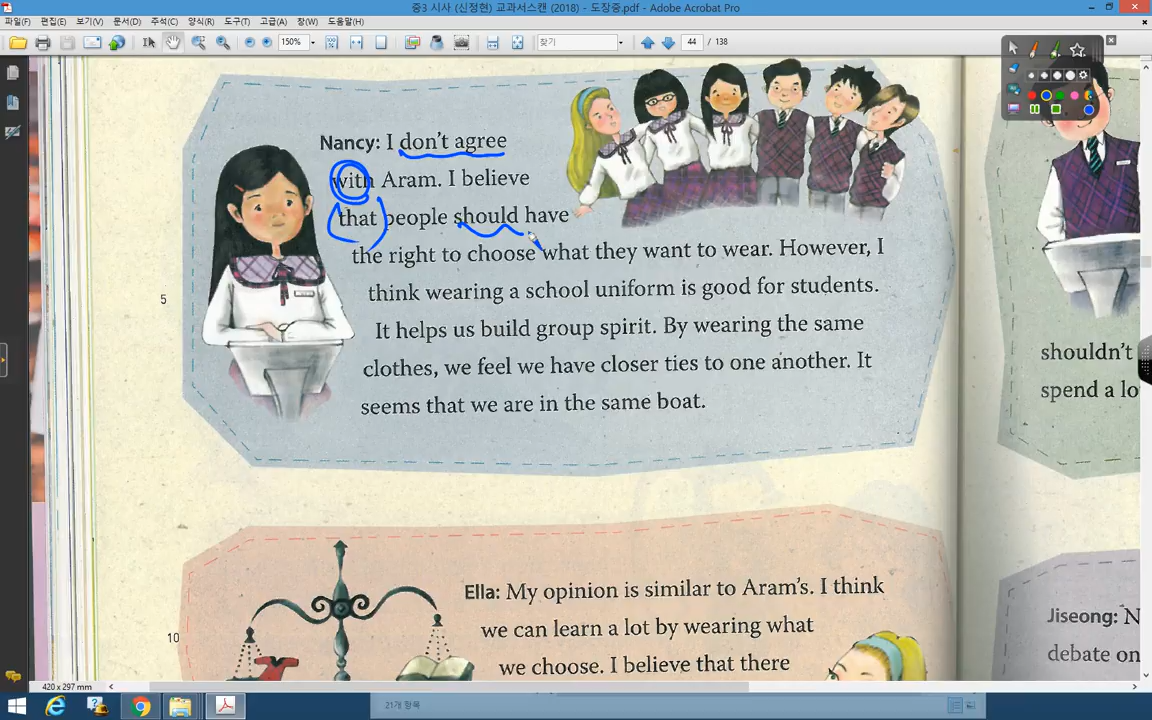 중3 시사 (신정현) 교과서스캔 (2018) - 도장중.pdf - Adobe Acrobat Pro
파일(F) 편집(E) 보기(V) 문서(D) 주석(C) 양식(R) 도구(T) 고급(A) 창(W) 도움말(H)
150% 찾기 44 / 138
Nancy: I don't agree
with Aram. I believe
that people should have
the right to choose what they want to wear. However, I
5 think wearing a school uniform is good for students.
It helps us build group spirit. By wearing the same
clothes, we feel we have closer ties to one another. It
seems that we are in the same boat.
shouldn't
spend a lo
Ella: My opinion is similar to Aram's. I think
10 we can learn a lot by wearing what
we choose. I believe that there
Jiseong: N
debate on
420 x 297 mm
21개 항목